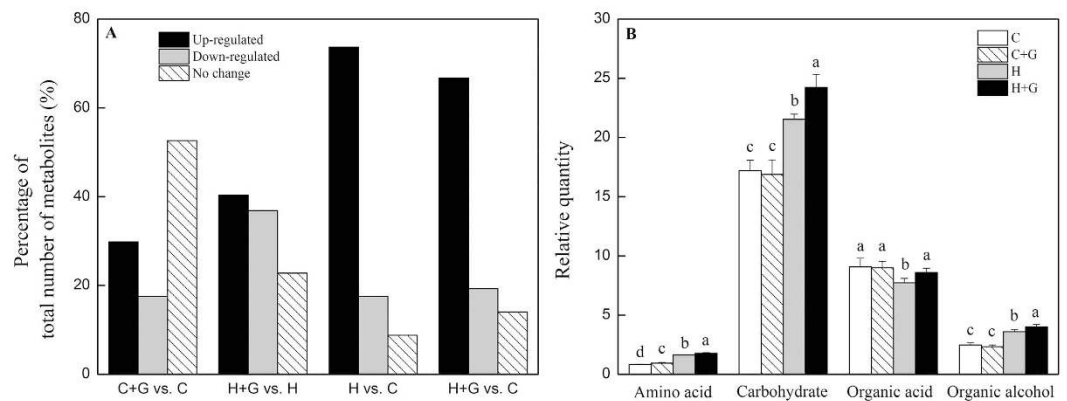 A
Up-regulated
Down-regulated
No change
Percentage of
total number of metabolites (%)
80
60
40
20
0
C+G vs. C
H+G vs. H
H vs. C
H+G vs. C
B
C
C+G
H
H+G
Relative quantity
30
25
20
15
10
5
0
d c b a
c c b a
a a b a
c c b a
Amino acid
Carbohydrate
Organic acid
Organic alcohol